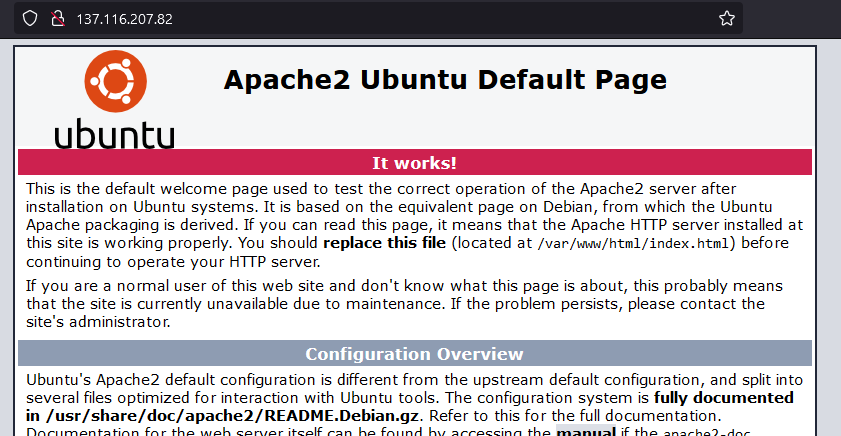 137.116.207.82
ubuntu
Apache2 Ubuntu Default Page
It works!
This is the default welcome page used to test the correct operation of the Apache2 server after
installation on Ubuntu systems. It is based on the equivalent page on Debian, from which the Ubuntu
Apache packaging is derived. If you can read this page, it means that the Apache HTTP server installed at
this site is working properly. You should replace this file (located at /var/www/html/index.html) before
continuing to operate your HTTP server.
If you are a normal user of this web site and don't know what this page is about, this probably means
that the site is currently unavailable due to maintenance. If the problem persists, please contact the
site's administrator.
Configuration Overview
Ubuntu's Apache2 default configuration is different from the upstream default configuration, and split into
several files optimized for interaction with Ubuntu tools. The configuration system is fully documented
in /usr/share/doc/apache2/README.Debian.gz. Refer to this for the full documentation.
Documentation for the web server itself can be found by accessing the manual if the apache2-doc